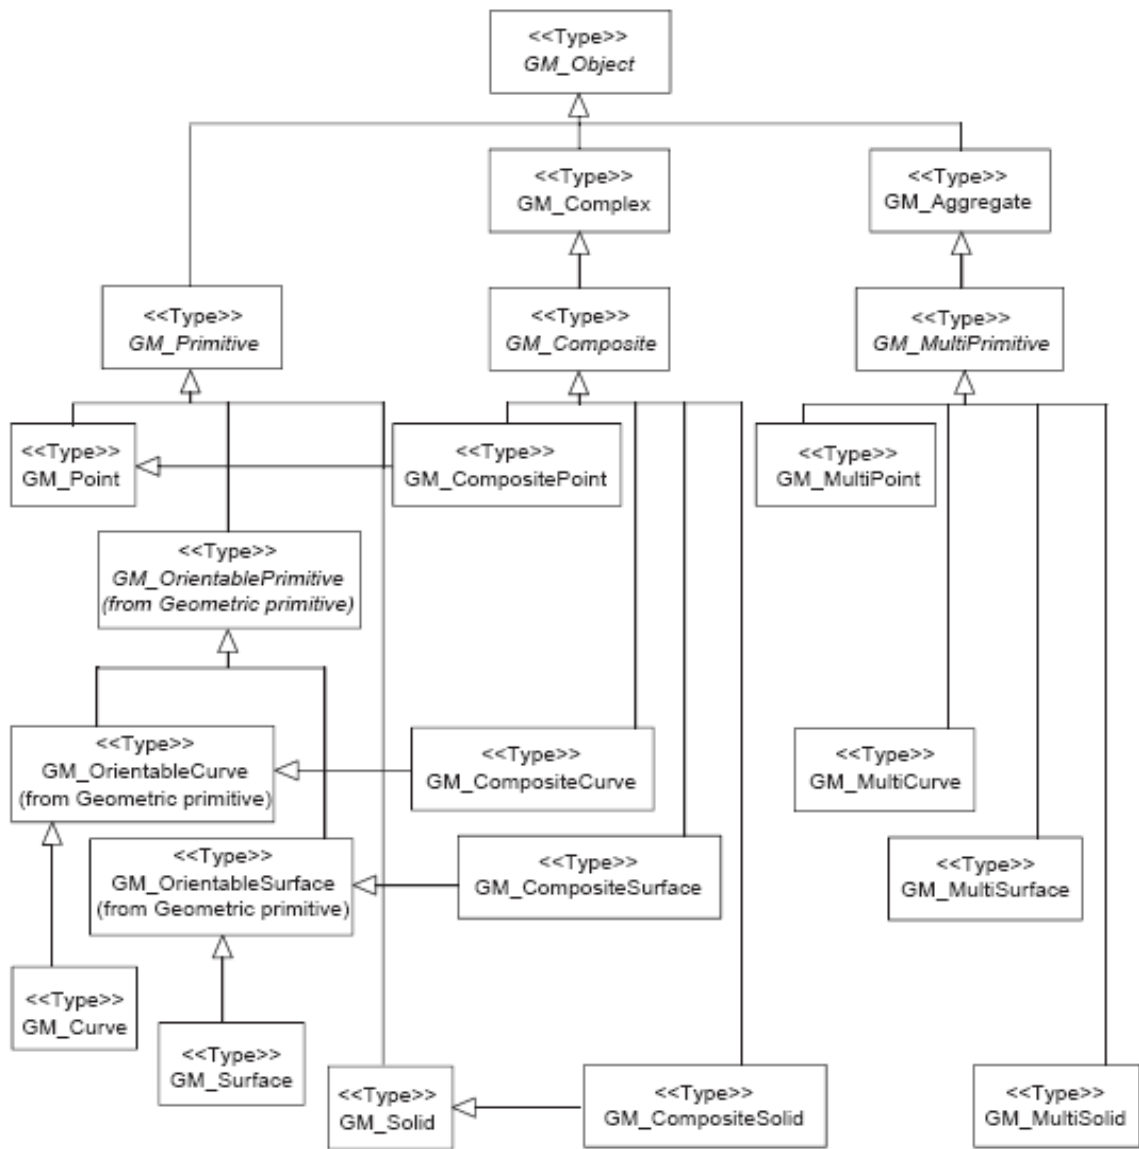 <<Type>>
GM_Object
<<Type>>
GM_Complex
<<Type>>
GM_Aggregate
<<Type>>
GM_Primitive
<<Type>>
GM_Composite
<<Type>>
GM_MultiPrimitive
<<Type>>
GM_Point
<<Type>>
GM_CompositePoint
<<Type>>
GM_MultiPoint
<<Type>>
GM_OrientablePrimitive
(from Geometric primitive)
<<Type>>
GM_OrientableCurve
(from Geometric primitive)
<<Type>>
GM_CompositeCurve
<<Type>>
GM_MultiCurve
<<Type>>
GM_OrientableSurface
(from Geometric primitive)
<<Type>>
GM_CompositeSurface
<<Type>>
GM_MultiSurface
<<Type>>
GM_Curve
<<Type>>
GM_Surface
<<Type>>
GM_Solid
<<Type>>
GM_CompositeSolid
<<Type>>
GM_MultiSolid